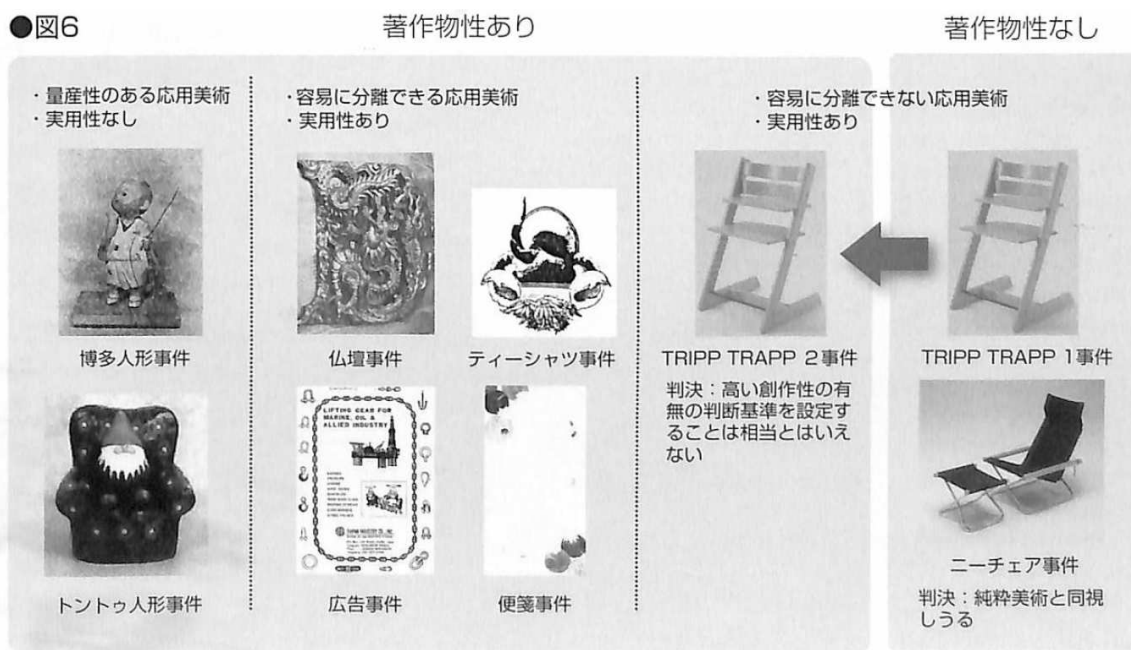 ●図6
著作物性あり
著作物性なし
・量産性のある応用美術
・実用性なし
・容易に分離できる応用美術
・実用性あり
・容易に分離できない応用美術
・実用性あり
博多人形事件
仏壇事件
ティーシャツ事件
TRIPP TRAPP 2事件
TRIPP TRAPP 1事件
判決：高い創作性の有
無の判断基準を設定す
ることは相当とはいえ
ない
LIFTING GEAR FOR
MARINE, OIL &
ALLIED INDUSTRY
トントゥ人形事件
広告事件
便箋事件
ニーチェア事件
判決：純粋美術と同視
しうる